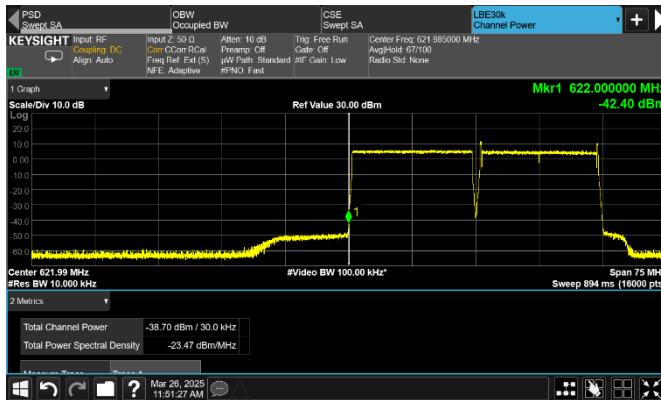 PSD
Swept SA
OBW
Occupied BW
CSE
Swept SA
LBE30k
Channel Power
KEYSIGHT
Input: RF
Coupling: DC
Align: Auto
Input Z: 50 Ω
Corr CCorr RCal
Freq Ref: Ext (S)
NFE: Adaptive
Atten: 10 dB
Preamp: Off
µW Path: Standard
#PNO: Fast
Trig: Free Run
Gate: Off
#IF Gain: Low
Center Freq: 621.985000 MHz
Avg|Hold: 67/100
Radio Std: None
1 Graph
Mkr1 622.000000 MHz
Scale/Div 10.0 dB
Ref Value 30.00 dBm
-42.40 dBm
Log
20.0
10.0
0.00
-10.0
-20.0
-30.0
-40.0
-50.0
-60.0
1
Center 621.99 MHz
#Video BW 100.00 kHz*
Span 75 MH
#Res BW 10.000 kHz
Sweep 894 ms (16000 pts
2 Metrics
Total Channel Power
-38.70 dBm / 30.0 kHz
Total Power Spectral Density
-23.47 dBm/MHz
Mar 26, 2025
11:51:27 AM